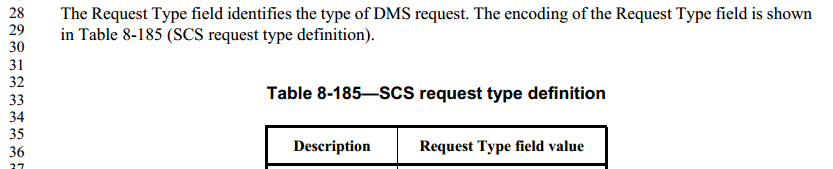 28 The Request Type field identifies the type of DMS request. The encoding of the Request Type field is shown
29 in Table 8-185 (SCS request type definition).
30
31
32
33 Table 8-185—SCS request type definition
34
35
36 Description Request Type field value
37